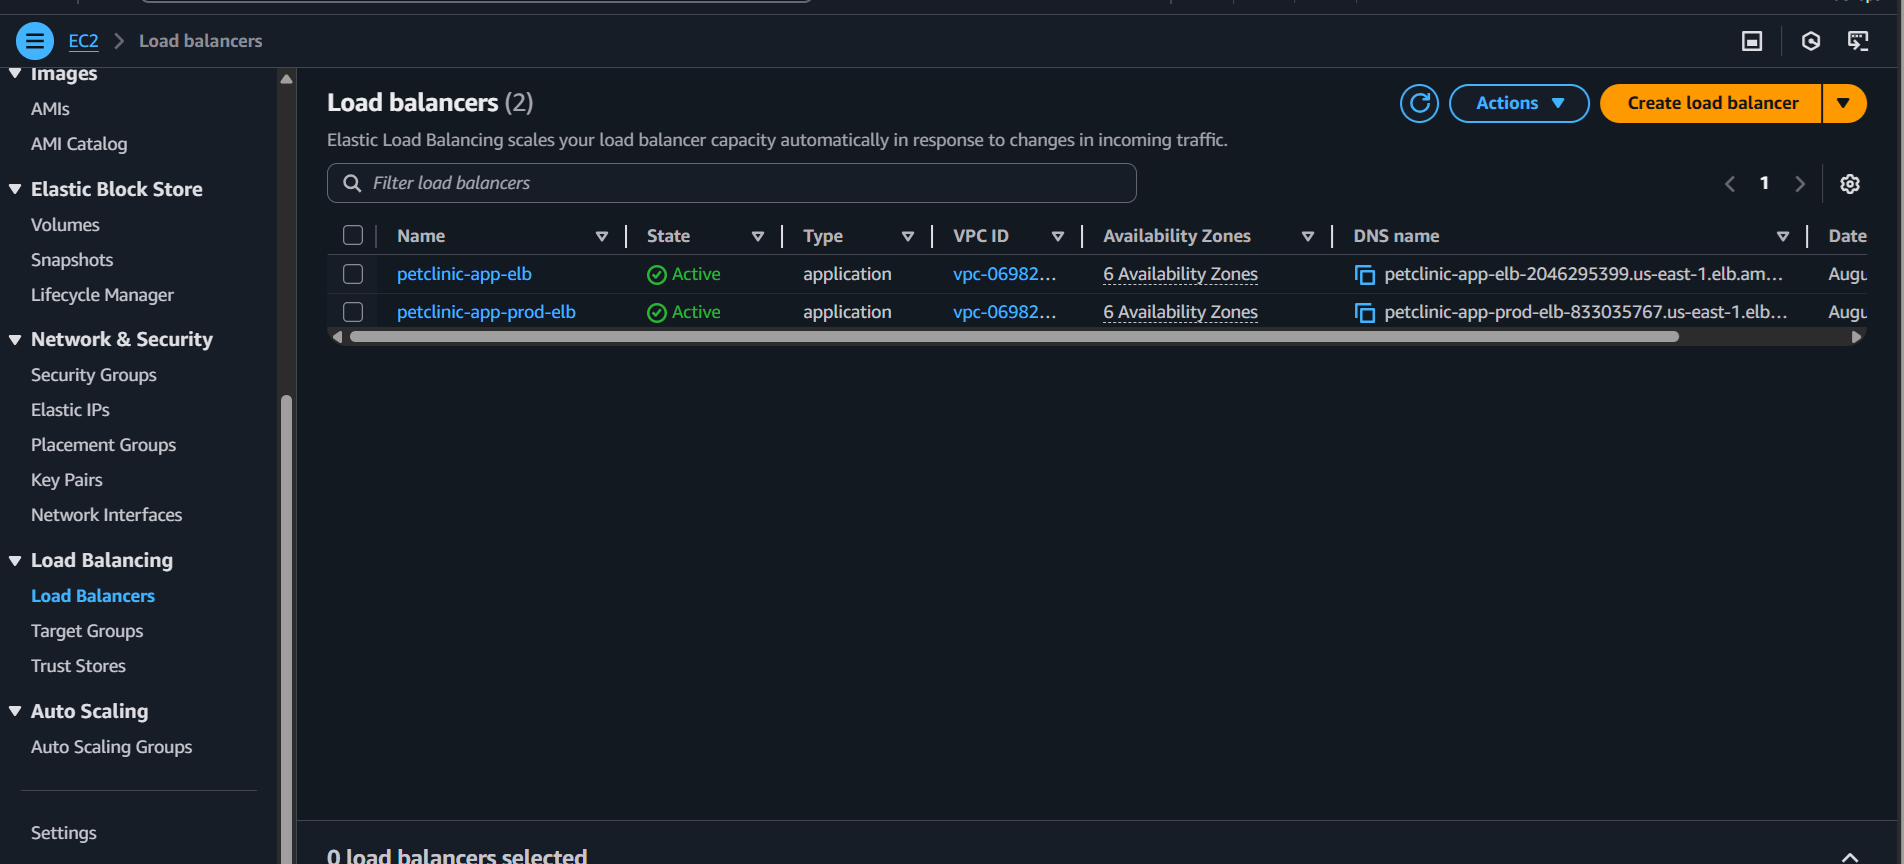 EC2 > Load balancers
Images
AMIs
AMI Catalog
Elastic Block Store
Volumes
Snapshots
Lifecycle Manager
Network & Security
Security Groups
Elastic IPs
Placement Groups
Key Pairs
Network Interfaces
Load Balancing
Load Balancers
Target Groups
Trust Stores
Auto Scaling
Auto Scaling Groups
Settings
Load balancers (2)
Actions
Create load balancer
Elastic Load Balancing scales your load balancer capacity automatically in response to changes in incoming traffic.
Filter load balancers
1
Name State Type VPC ID Availability Zones DNS name Date
petclinic-app-elb Active application vpc-06982... 6 Availability Zones petclinic-app-elb-2046295399.us-east-1.elb.am... Augu
petclinic-app-prod-elb Active application vpc-06982... 6 Availability Zones petclinic-app-prod-elb-833035767.us-east-1.elb... Augu
0 load balancers selected